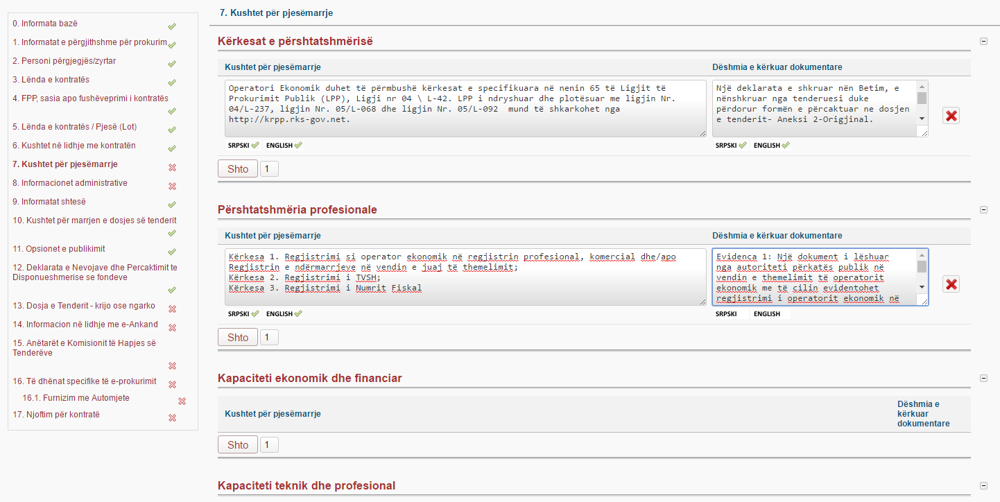 0. Informata bazë
1. Informatat e përgjithshme për prokurim
2. Personi përgjegjës/zyrtar
3. Lënda e kontratës
4. FPP, sasia apo fushëveprimi i kontratës
5. Lënda e kontratës / Pjesë (Lot)
6. Kushtet në lidhje me kontratën
7. Kushtet për pjesëmarrje
8. Informacionet administrative
9. Informatat shtesë
10. Kushtet për marrjen e dosjes së tenderit
11. Opsionet e publikimit
12. Deklarata e Nevojave dhe Percaktimit te
Disponueshmerise se fondeve
13. Dosja e Tenderit - krijo ose ngarko
14. Informacion në lidhje me e-Ankand
15. Anëtarët e Komisionit të Hapjes së
Tenderëve
16. Të dhënat specifike të e-prokurimit
16.1. Furnizim me Automjete
17. Njoftim për kontratë
7. Kushtet për pjesëmarrje
Kërkesat e përshtatshmërisë
Kushtet për pjesëmarrje
Dëshmia e kërkuar dokumentare
Operatori Ekonomik duhet të përmbushë kërkesat e specifikuara në nenin 65 të Ligjit të
Prokurimit Publik (LPP), Ligji nr 04 \ L-42. LPP i ndryshuar dhe plotësuar me ligjin Nr.
04/L-237, ligjin Nr. 05/L-068 dhe ligjin Nr. 05/L-092  mund të shkarkohet nga
http://krpp.rks-gov.net.
Një deklarata e shkruar nën Betim, e
nënshkruar nga tenderuesi duke
përdorur formën e përcaktuar ne dosjen
e tenderit- Aneksi 2-Origjinal.
SRPSKI ENGLISH
SRPSKI ENGLISH
Shto 1
Përshtatshmëria profesionale
Kushtet për pjesëmarrje
Dëshmia e kërkuar dokumentare
Kërkesa 1. Regjistrimi si operator ekonomik në regjistrin profesional, komercial dhe/apo
Regjistrin e ndërmarrjeve në vendin e juaj të themelimit;
Kërkesa 2. Regjistrimi i TVSH;
Kërkesa 3. Regjistrimi i Numrit Fiskal
Evidenca 1: Një dokument i lëshuar
nga autoriteti përkatës publik në
vendin e themelimit të operatorit
ekonomik me të cilin evidentohet
regjistrimi i operatorit ekonomik në
SRPSKI ENGLISH
SRPSKI ENGLISH
Shto 1
Kapaciteti ekonomik dhe financiar
Kushtet për pjesëmarrje
Dëshmia e
kërkuar
dokumentare
Shto 1
Kapaciteti teknik dhe profesional